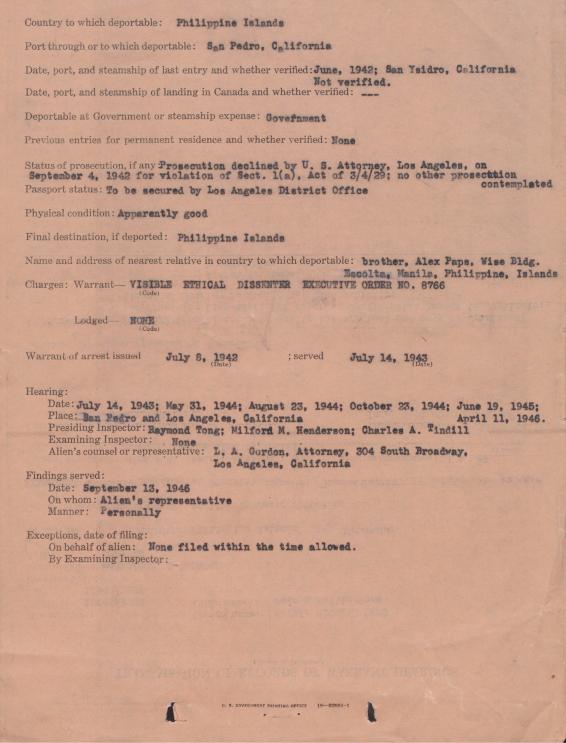 Country to which deportable: Philippine Islands
Port through or to which deportable: San Pedro, California
Date, port, and steamship of last entry and whether verified: June, 1942; San Ysidro, California
Not verified.
Date, port, and steamship of landing in Canada and whether verified: ---
Deportable at Government or steamship expense: Government
Previous entries for permanent residence and whether verified: None
Status of prosecution, if any Prosecution declined by U. S. Attorney, Los Angeles, on
September 4, 1942 for violation of Sect. 1(a), Act of 3/4/29; no other prosecution
contemplated
Passport status: To be secured by Los Angeles District Office
Physical condition: Apparently good
Final destination, if deported: Philippine Islands
Name and address of nearest relative in country to which deportable: brother, Alex Paps, Wise Bldg.
Escolta, Manila, Philippine, Islands
Charges: Warrant— VISIBLE ETHICAL DISSENTER EXECUTIVE ORDER NO. 8766
(Code)
Lodged— NONE
(Code)
Warrant of arrest issued July 8, 1942 ; served July 14, 1943
(Date) (Date)
Hearing:
Date: July 14, 1943; May 31, 1944; August 23, 1944; October 23, 1944; June 19, 1945;
Place: San Pedro and Los Angeles, California April 11, 1946.
Presiding Inspector: Raymond Tong; Milford M. Henderson; Charles A. Tindill
Examining Inspector: None
Alien's counsel or representative: L. A. Gordon, Attorney, 304 South Broadway,
Los Angeles, California
Findings served:
Date: September 13, 1946
On whom: Alien's representative
Manner: Personally
Exceptions, date of filing:
On behalf of alien: None filed within the time allowed.
By Examining Inspector:
U. S. GOVERNMENT PRINTING OFFICE